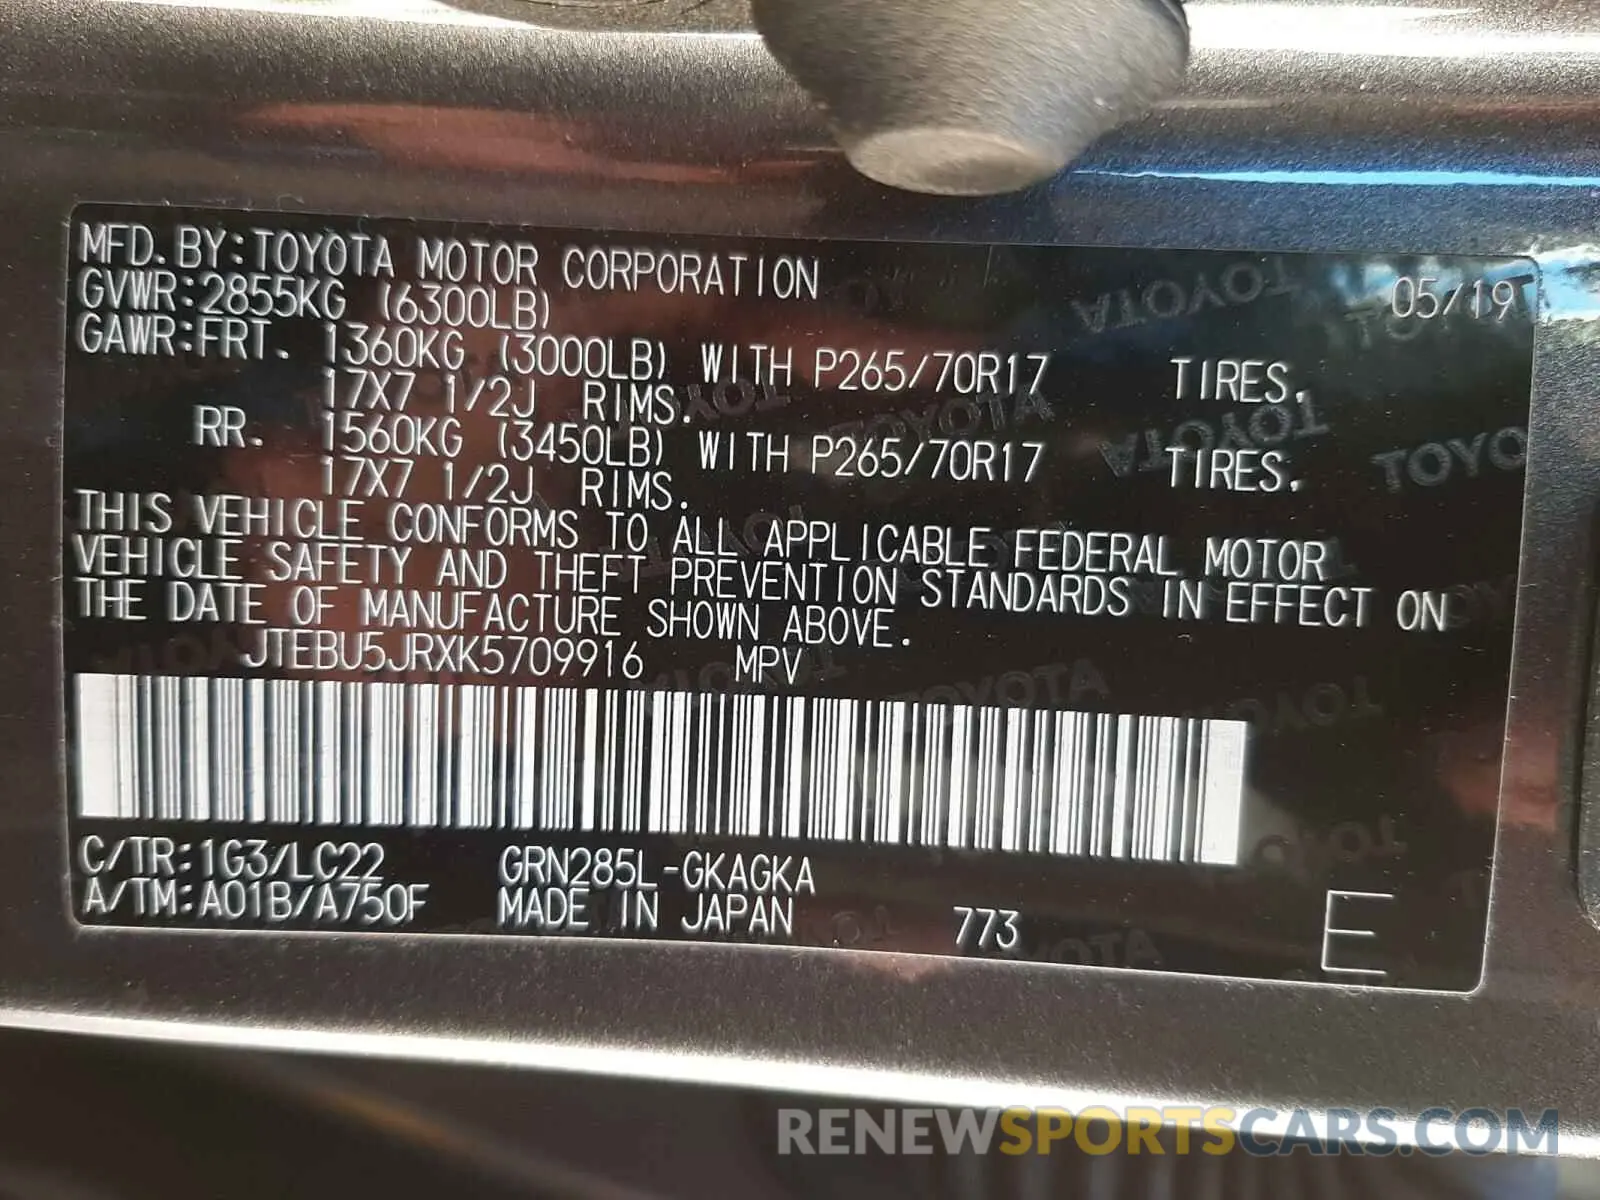 MFD. BY: TOYOTA MOTOR CORPORATION 05/19
GVWR: 2855KG (6300LB)
GAWR: FRT. 1360KG (3000LB) WITH P265/70R17 TIRES.
17X7 1/2J RIMS.
RR. 1560KG (3450LB) WITH P265/70R17 TIRES.
17X7 1/2J RIMS.
THIS VEHICLE CONFORMS TO ALL APPLICABLE FEDERAL MOTOR
VEHICLE SAFETY AND THEFT PREVENTION STANDARDS IN EFFECT ON
THE DATE OF MANUFACTURE SHOWN ABOVE.
JTEBU5JRXK5709916 MPV
C/TR: 1G3/LC22 GRN285L-GKAGKA
A/TM: A01B/A750F MADE IN JAPAN 773 E
RENEWSPORTSCARS.COM